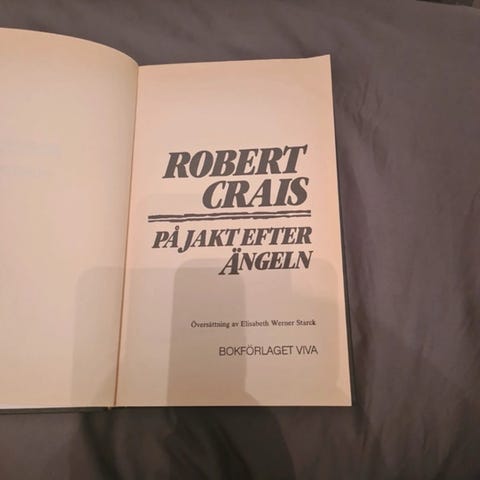 ROBERT
CRAIS
PÅ JAKT EFTER
ÄNGELN
Översättning av Elisabeth Werner Starck
BOKFÖRLAGET VIVA